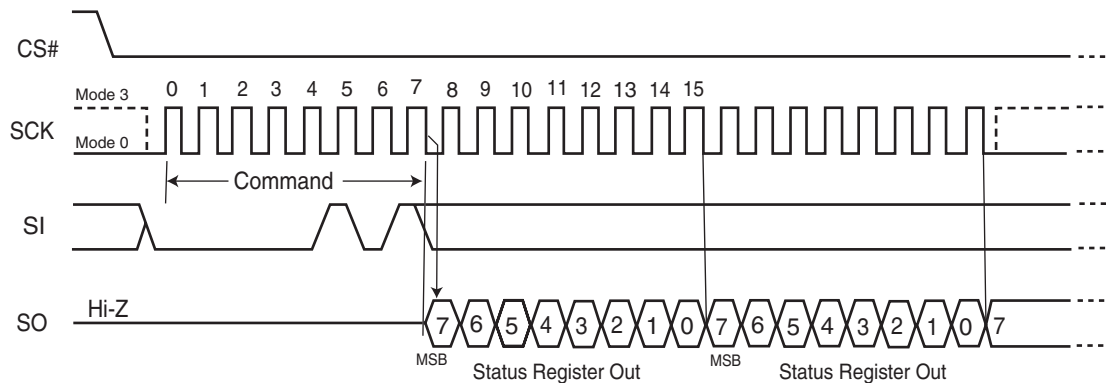 CS#
Mode 3
0 1 2 3 4 5 6 7 8 9 10 11 12 13 14 15
SCK
Mode 0
Command
SI
Hi-Z
SO
7 6 5 4 3 2 1 0 7 6 5 4 3 2 1 0 7
MSB Status Register Out MSB Status Register Out